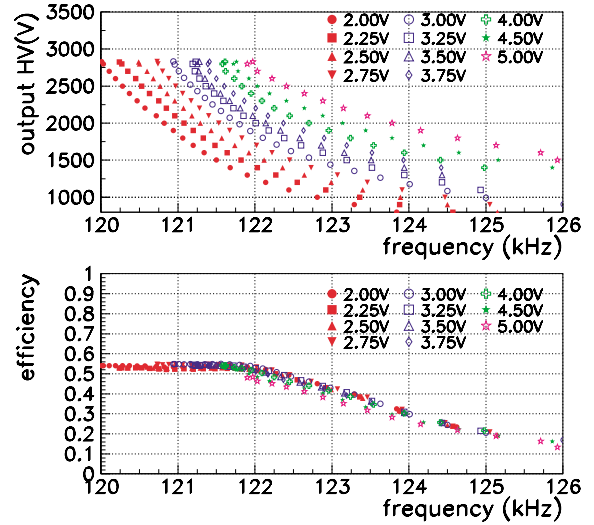 output HV(V)
3500
3000
2500
2000
1500
1000
2.00V 3.00V 4.00V
2.25V 3.25V 4.50V
2.50V 3.50V 5.00V
2.75V 3.75V
120 121 122 123 124 125 126
frequency (kHz)
efficiency
1
0.9
0.8
0.7
0.6
0.5
0.4
0.3
0.2
0.1
0
2.00V 3.00V 4.00V
2.25V 3.25V 4.50V
2.50V 3.50V 5.00V
2.75V 3.75V
120 121 122 123 124 125 126
frequency (kHz)